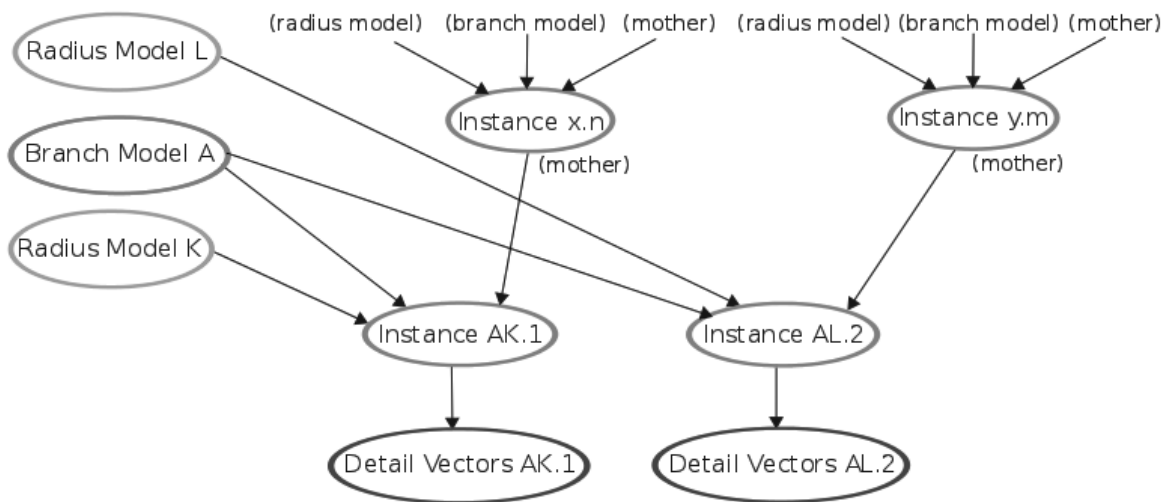 (radius model) (branch model) (mother)
(radius model) (branch model) (mother)
Radius Model L
Instance x.n
Instance y.m
Branch Model A
(mother)
(mother)
Radius Model K
Instance AK.1
Instance AL.2
Detail Vectors AK.1
Detail Vectors AL.2